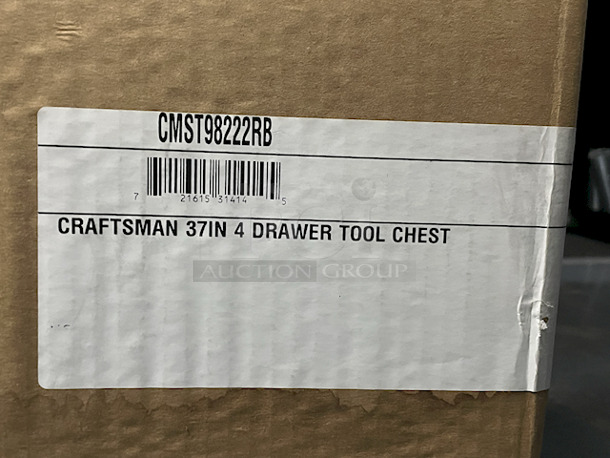 CMST98222RB
7 21615 31414 5
CRAFTSMAN 37IN 4 DRAWER TOOL CHEST
AUCTION GROUP